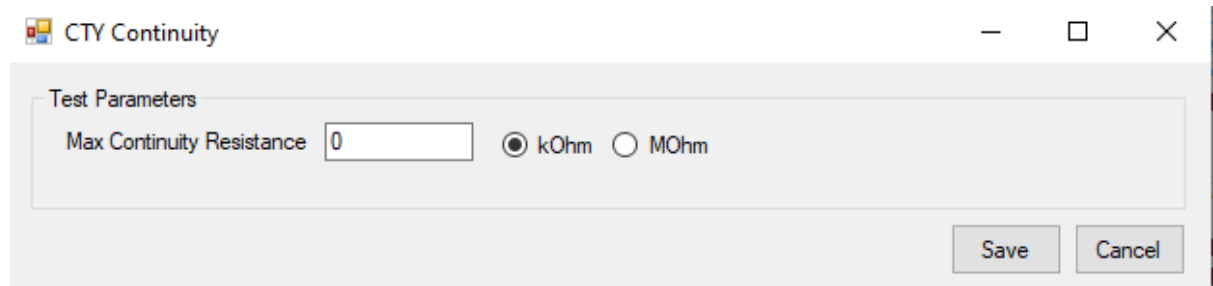 CTY Continuity
Test Parameters
Max Continuity Resistance 0 kOhm MOhm
Save Cancel